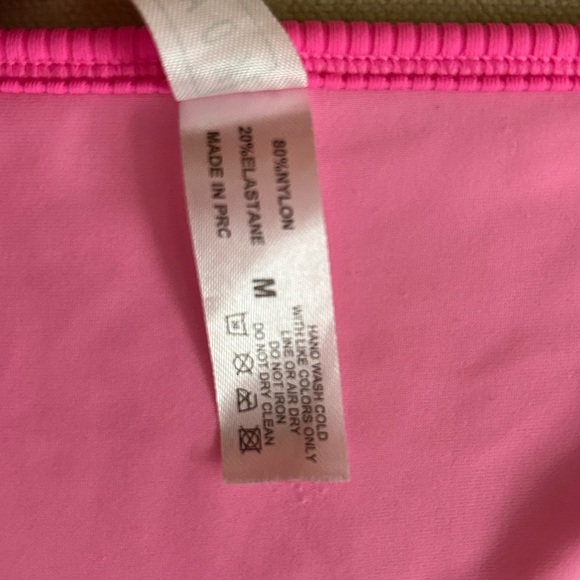 80%NYLON
20%ELASTANE
MADE IN PRC
M
HAND WASH COLD
WITH LIKE COLORS ONLY
LINE OR AIR DRY
DO NOT IRON
DO NOT DRY CLEAN